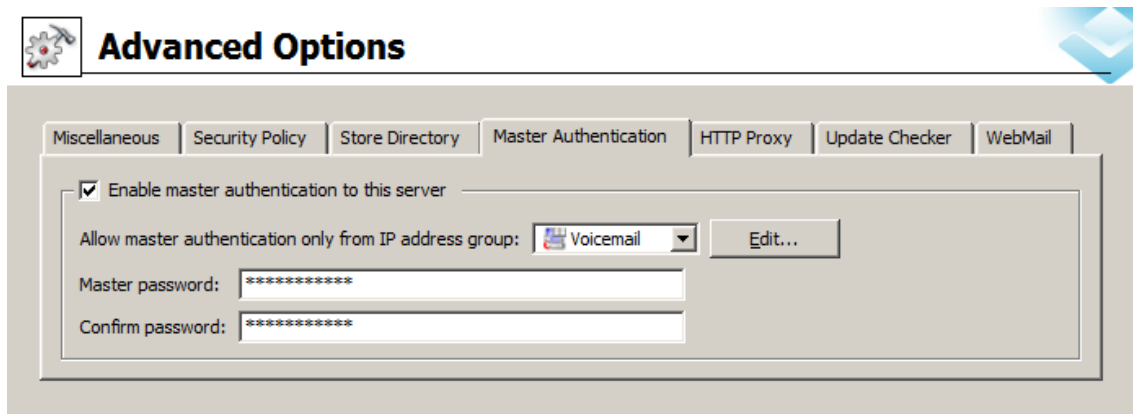 Advanced Options
Miscellaneous Security Policy Store Directory Master Authentication HTTP Proxy Update Checker WebMail
Enable master authentication to this server
Allow master authentication only from IP address group: Voicemail Edit...
Master password: ***********
Confirm password: ***********